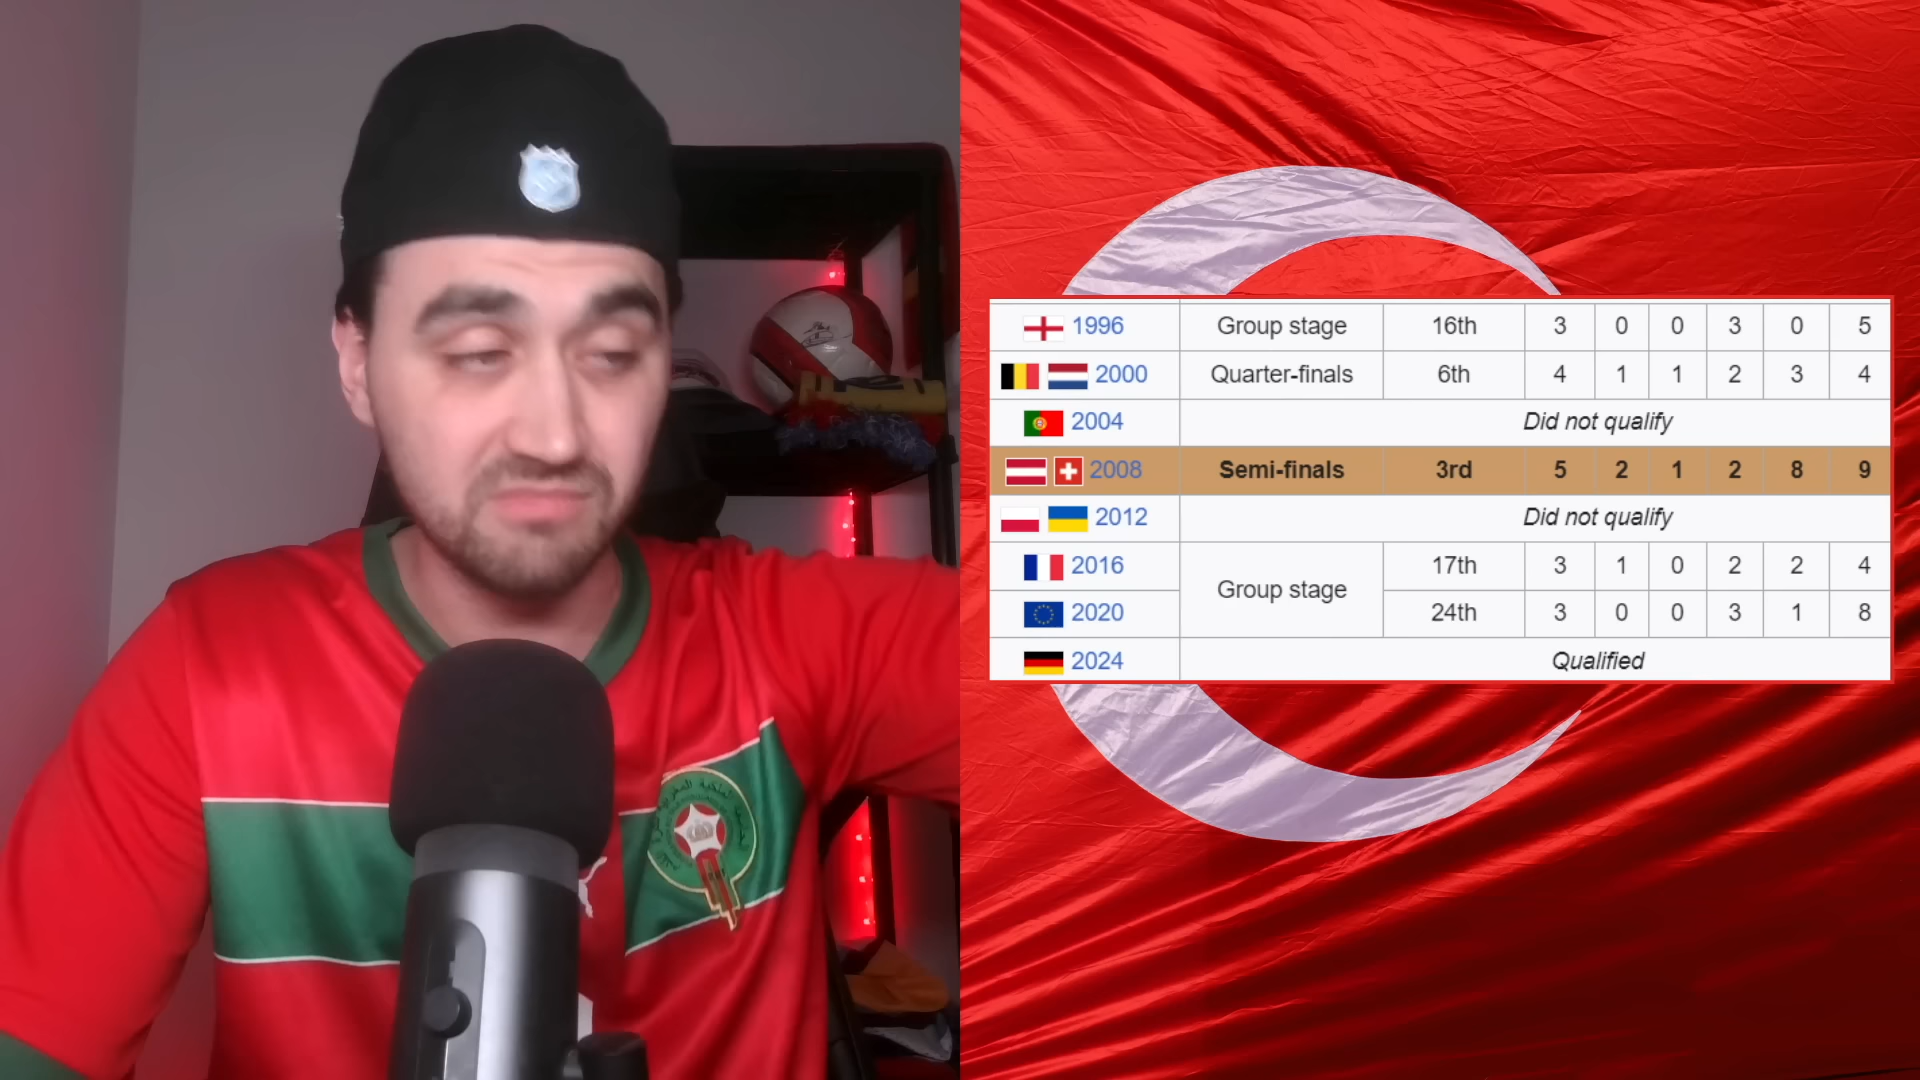 1996 Group stage 16th 3 0 0 3 0 5
2000 Quarter-finals 6th 4 1 1 2 3 4
2004 Did not qualify
2008 Semi-finals 3rd 5 2 1 2 8 9
2012 Did not qualify
2016 Group stage 17th 3 1 0 2 2 4
2020 24th 3 0 0 3 1 8
2024 Qualified